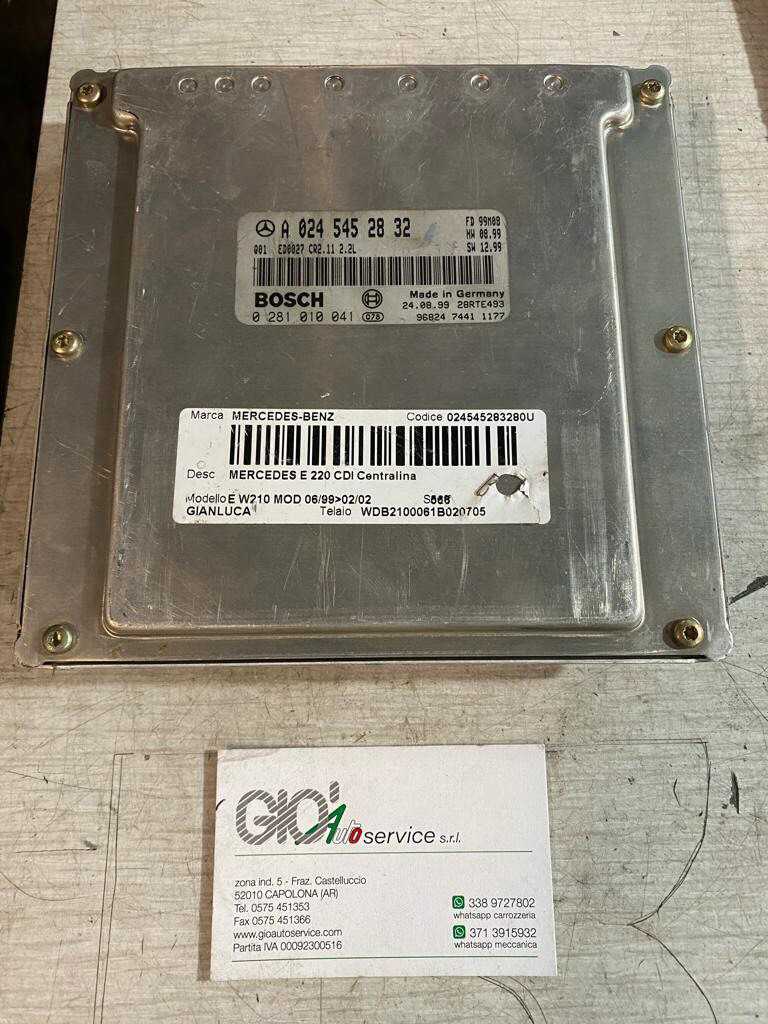 A 024 545 28 32
FD 99M08
HW 08.99
001 ED0027 CR2.11 2.2L
SW 12.99
BOSCH
Made in Germany
24.08.99 28RTE493
0 281 010 041 078
96824 7441 1177
Marca MERCEDES-BENZ Codice 024545283280U
Desc MERCEDES E 220 CDI Centralina
Modello E W210 MOD 06/99>02/02
GIANLUCA Telaio WDB2100061B020705
GIO' Auto service s.r.l.
zona ind. 5 - Fraz. Castelluccio
52010 CAPOLONA (AR)
Tel. 0575 451353
Fax 0575 451366
www.gioautoservice.com
Partita IVA 00092300516
338 9727802
whatsapp carrozzeria
371 3915932
whatsapp meccanica